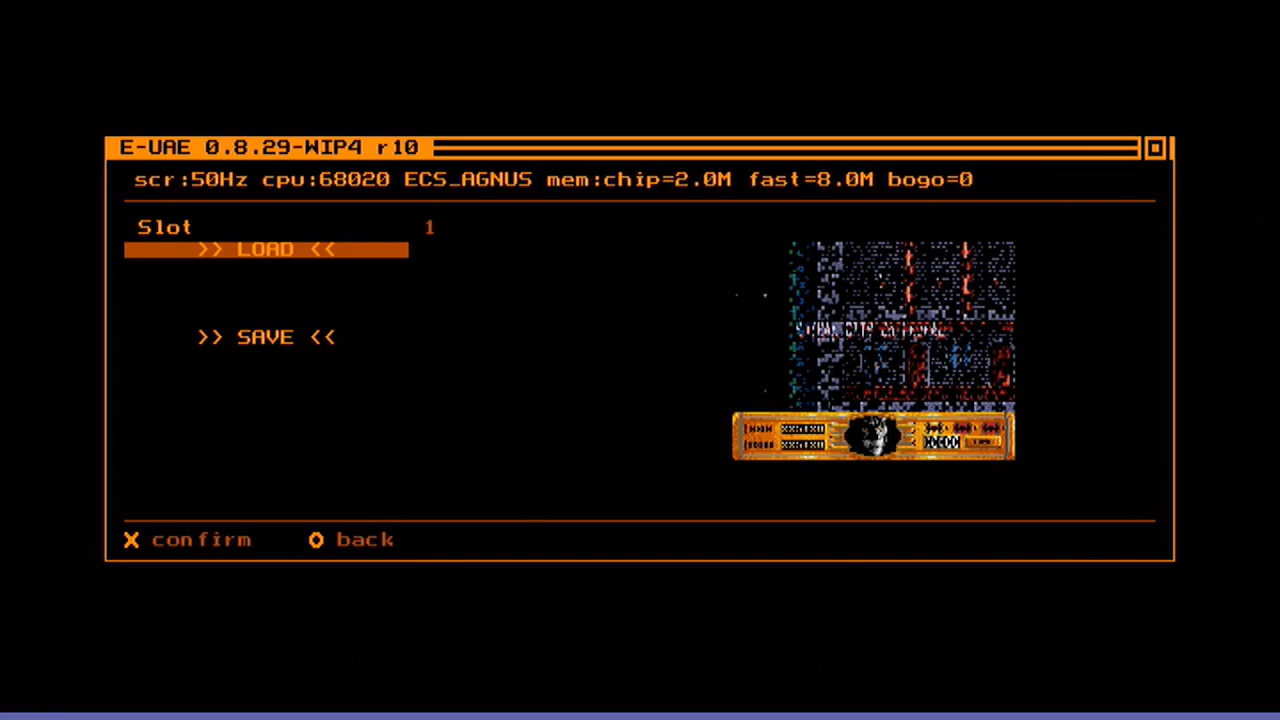 E-UAE 0.8.29-WIP4 r10
scr:50Hz cpu:68020 ECS_AGNUS mem:chip=2.0M fast=8.0M bogo=0
Slot 1
>> LOAD <<
>> SAVE <<
X confirm O back